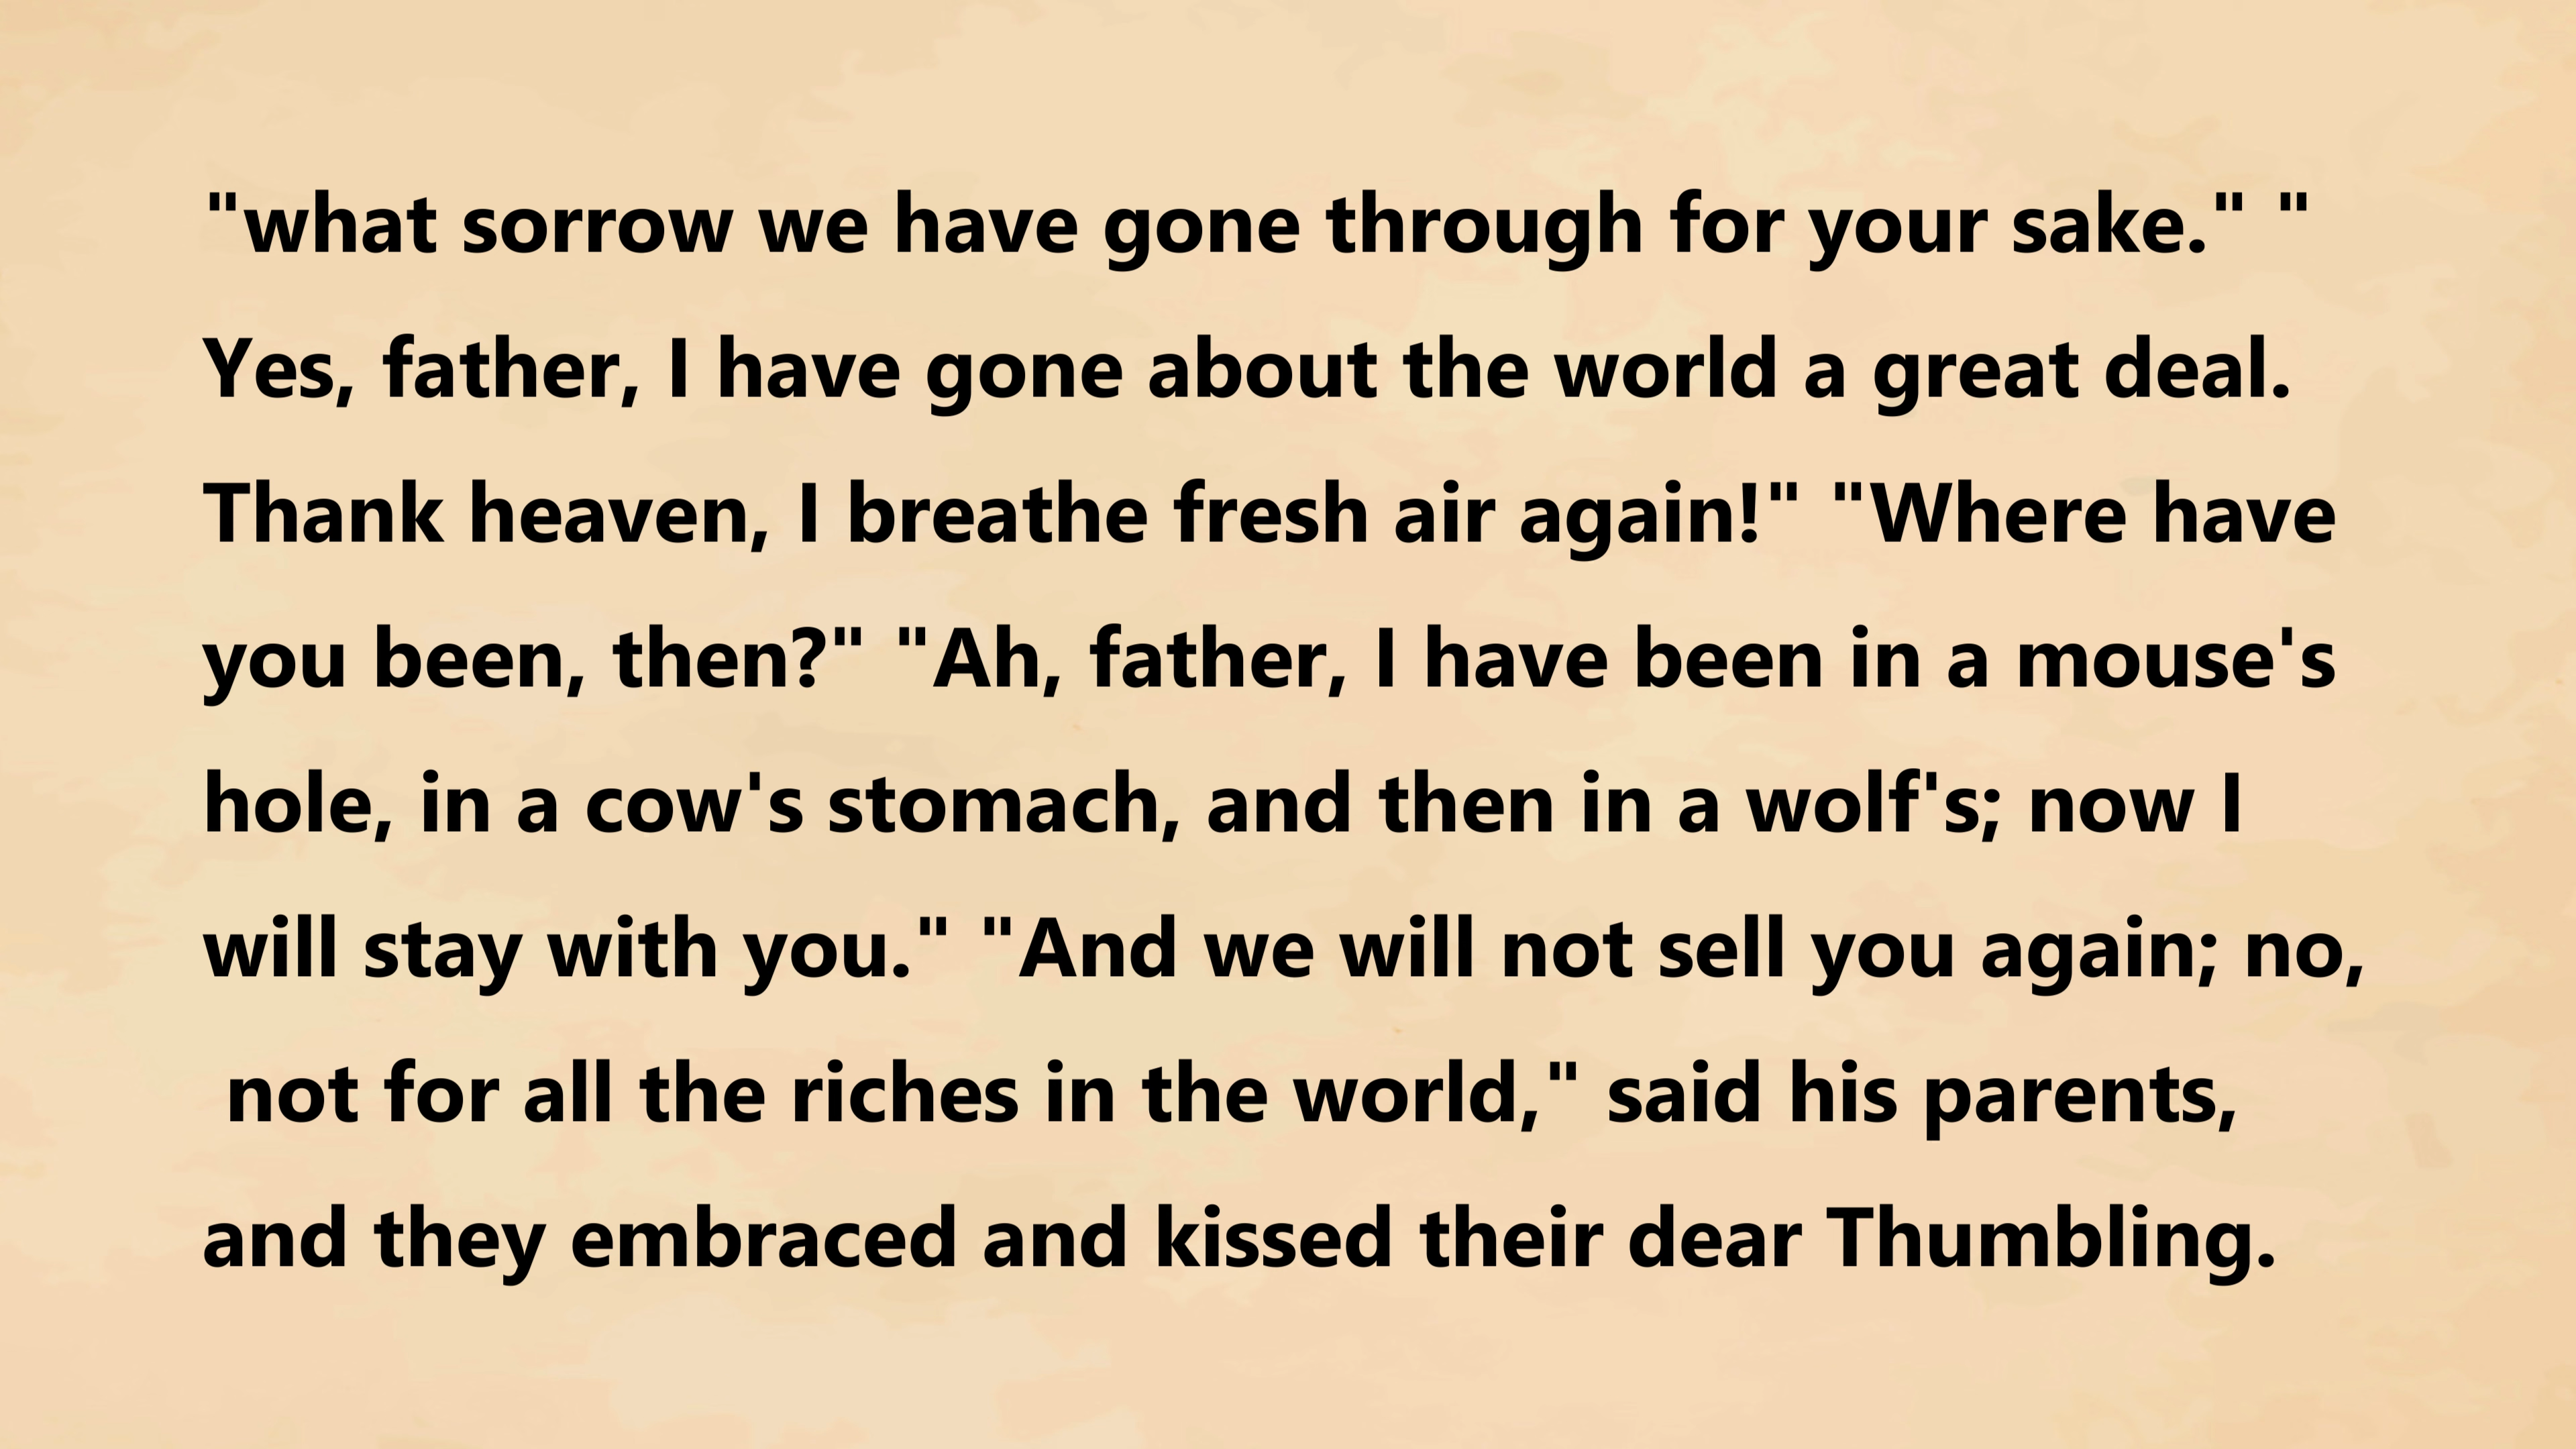 "what sorrow we have gone through for your sake." "
Yes, father, I have gone about the world a great deal.
Thank heaven, I breathe fresh air again!" "Where have
you been, then?" "Ah, father, I have been in a mouse's
hole, in a cow's stomach, and then in a wolf's; now I
will stay with you." "And we will not sell you again; no,
not for all the riches in the world," said his parents,
and they embraced and kissed their dear Thumbling.